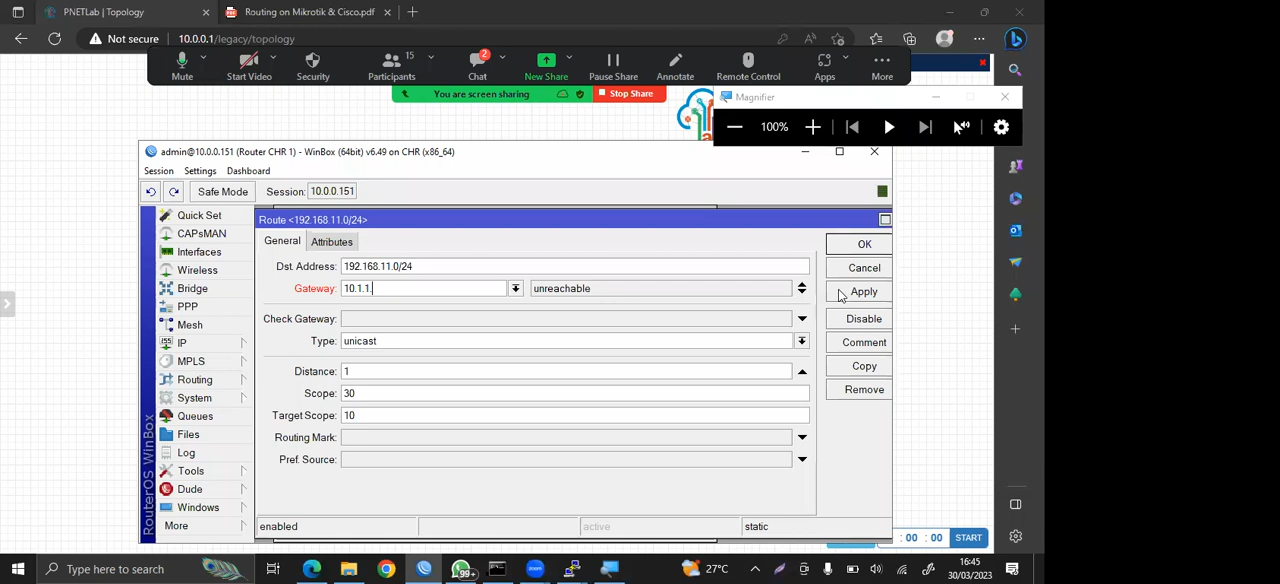 PNETLab | Topology
Routing on Mikrotik & Cisco.pdf
Not secure
10.0.0.1/legacy/topology
Mute
Start Video
Security
15
Participants
2
Chat
New Share
Pause Share
Annotate
Remote Control
Apps
More
You are screen sharing
Stop Share
Magnifier
100%
admin@10.0.0.151 (Router CHR 1) - WinBox (64bit) v6.49 on CHR (x86_64)
Session Settings Dashboard
Safe Mode Session: 10.0.0.151
RouterOS WinBox
Quick Set
CAPsMAN
Interfaces
Wireless
Bridge
PPP
Mesh
IP
MPLS
Routing
System
Queues
Files
Log
Tools
Dude
Windows
More
Route <192.168.11.0/24>
General Attributes
Dst. Address: 192.168.11.0/24
Gateway: 10.1.1. unreachable
Check Gateway:
Type: unicast
Distance: 1
Scope: 30
Target Scope: 10
Routing Mark:
Pref. Source:
OK
Cancel
Apply
Disable
Comment
Copy
Remove
enabled active static
: 00 : 00 START
Type here to search
99+
27°C
16:45
30/03/2023